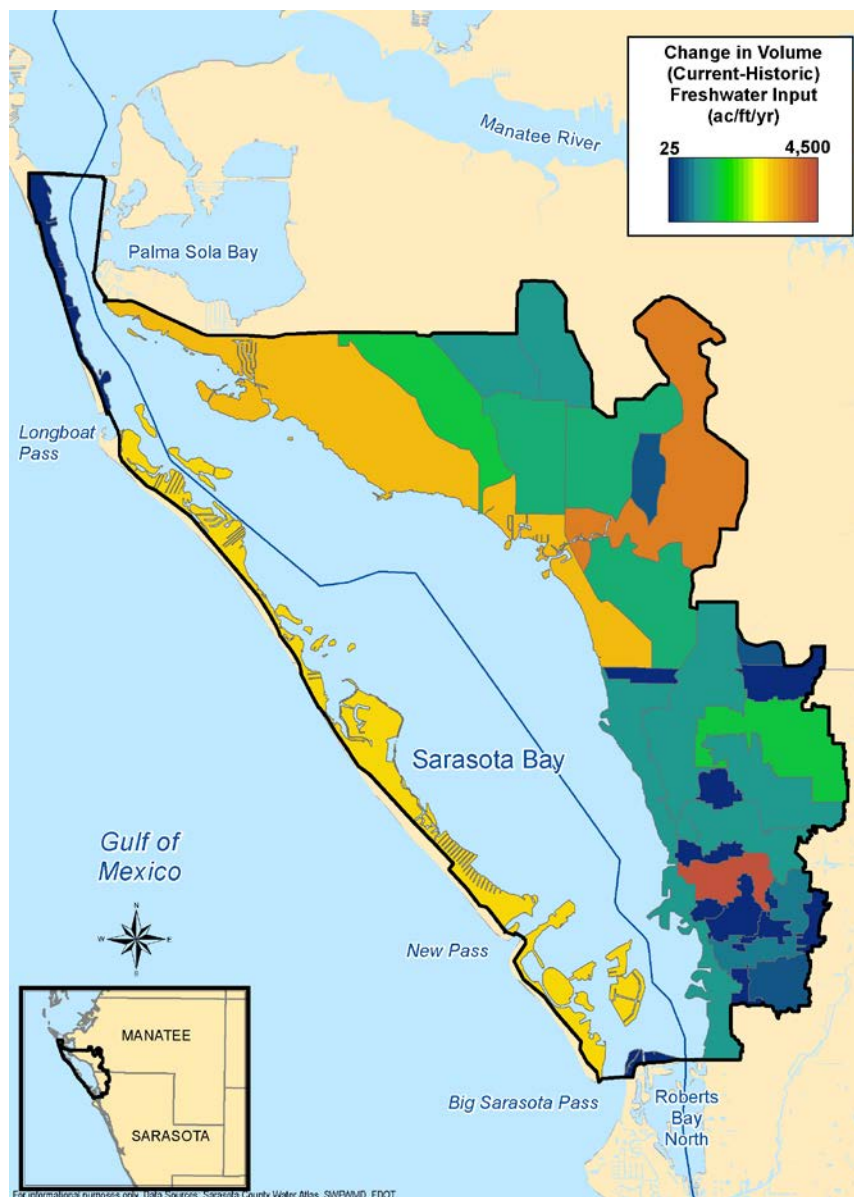 Change in Volume
(Current-Historic)
Freshwater Input
(ac/ft/yr)
25 4,500
Manatee River
Palma Sola Bay
Longboat
Pass
Sarasota Bay
Gulf of
Mexico
N
W E
S
New Pass
MANATEE
SARASOTA
Big Sarasota Pass
Roberts
Bay
North
For informational purposes only. Data Sources: Sarasota County Water Atlas, SWFWMD, FDOT